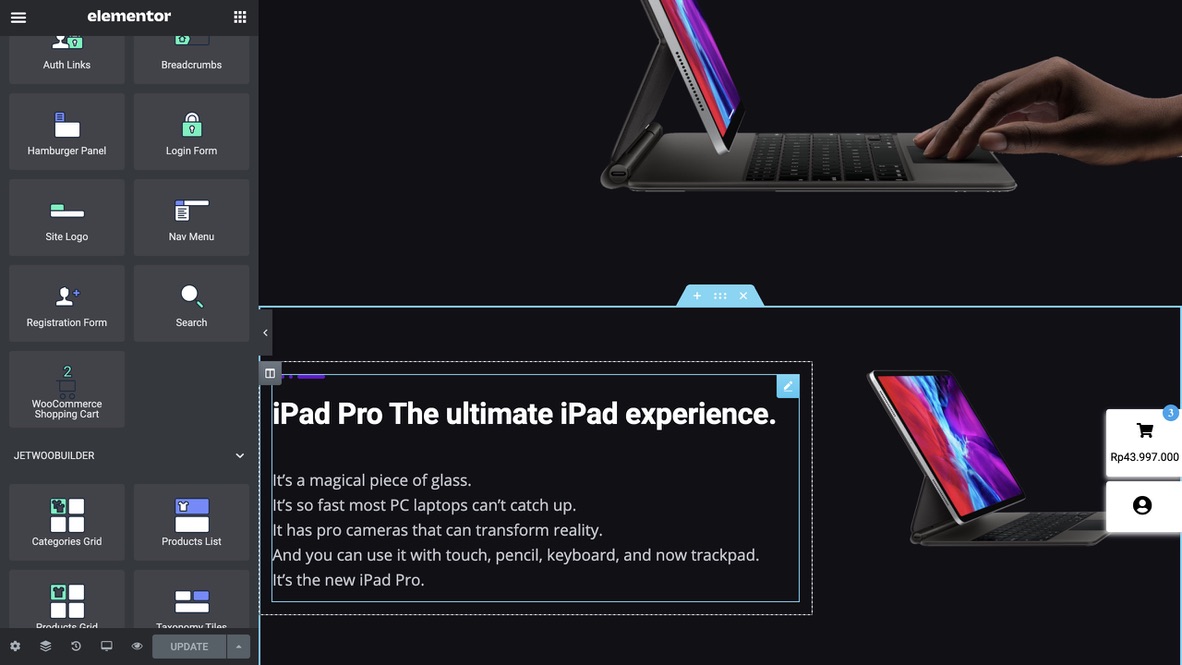 elementor
Auth Links
Breadcrumbs
Hamburger Panel
Login Form
Site Logo
Nav Menu
Registration Form
Search
2
WooCommerce
Shopping Cart
JETWOOBUILDER
Categories Grid
Products List
Products Grid
Taxonomy Tiles
UPDATE
iPad Pro The ultimate iPad experience.
It’s a magical piece of glass.
It’s so fast most PC laptops can’t catch up.
It has pro cameras that can transform reality.
And you can use it with touch, pencil, keyboard, and now trackpad.
It’s the new iPad Pro.
3
Rp43.997.000